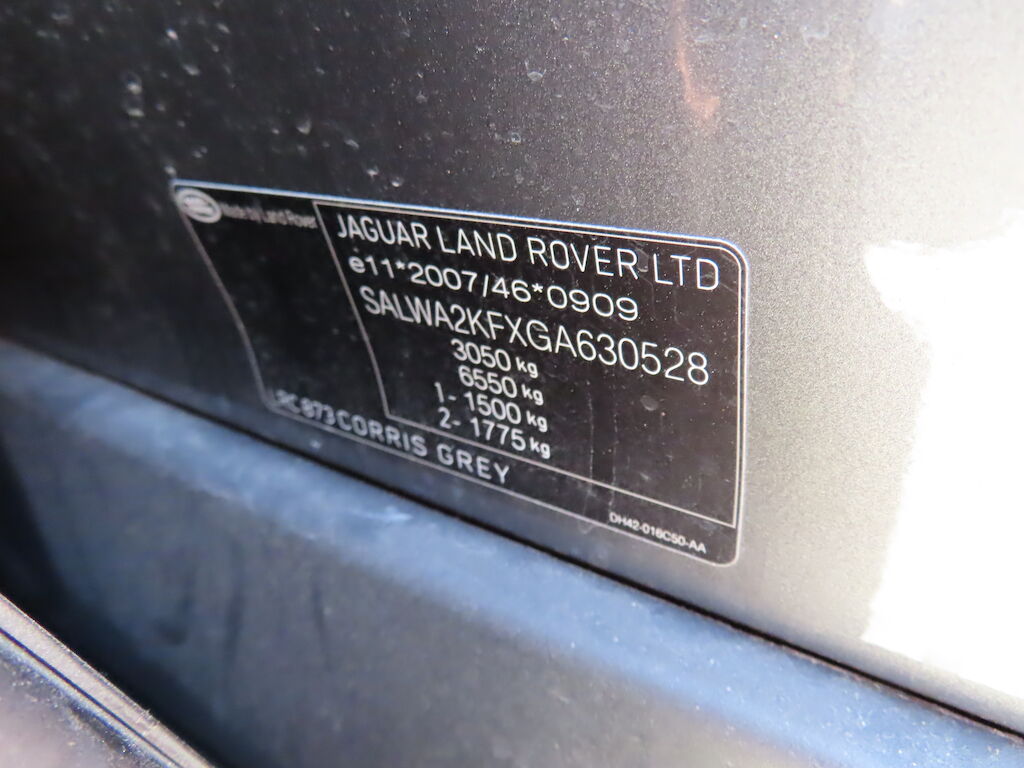 Made by Land Rover
JAGUAR LAND ROVER LTD
e11*2007/46*0909
SALWA2KFXGA630528
3050 kg
6550 kg
1- 1500 kg
2- 1775 kg
LRC 873 CORRIS GREY
DH42-016C50-AA